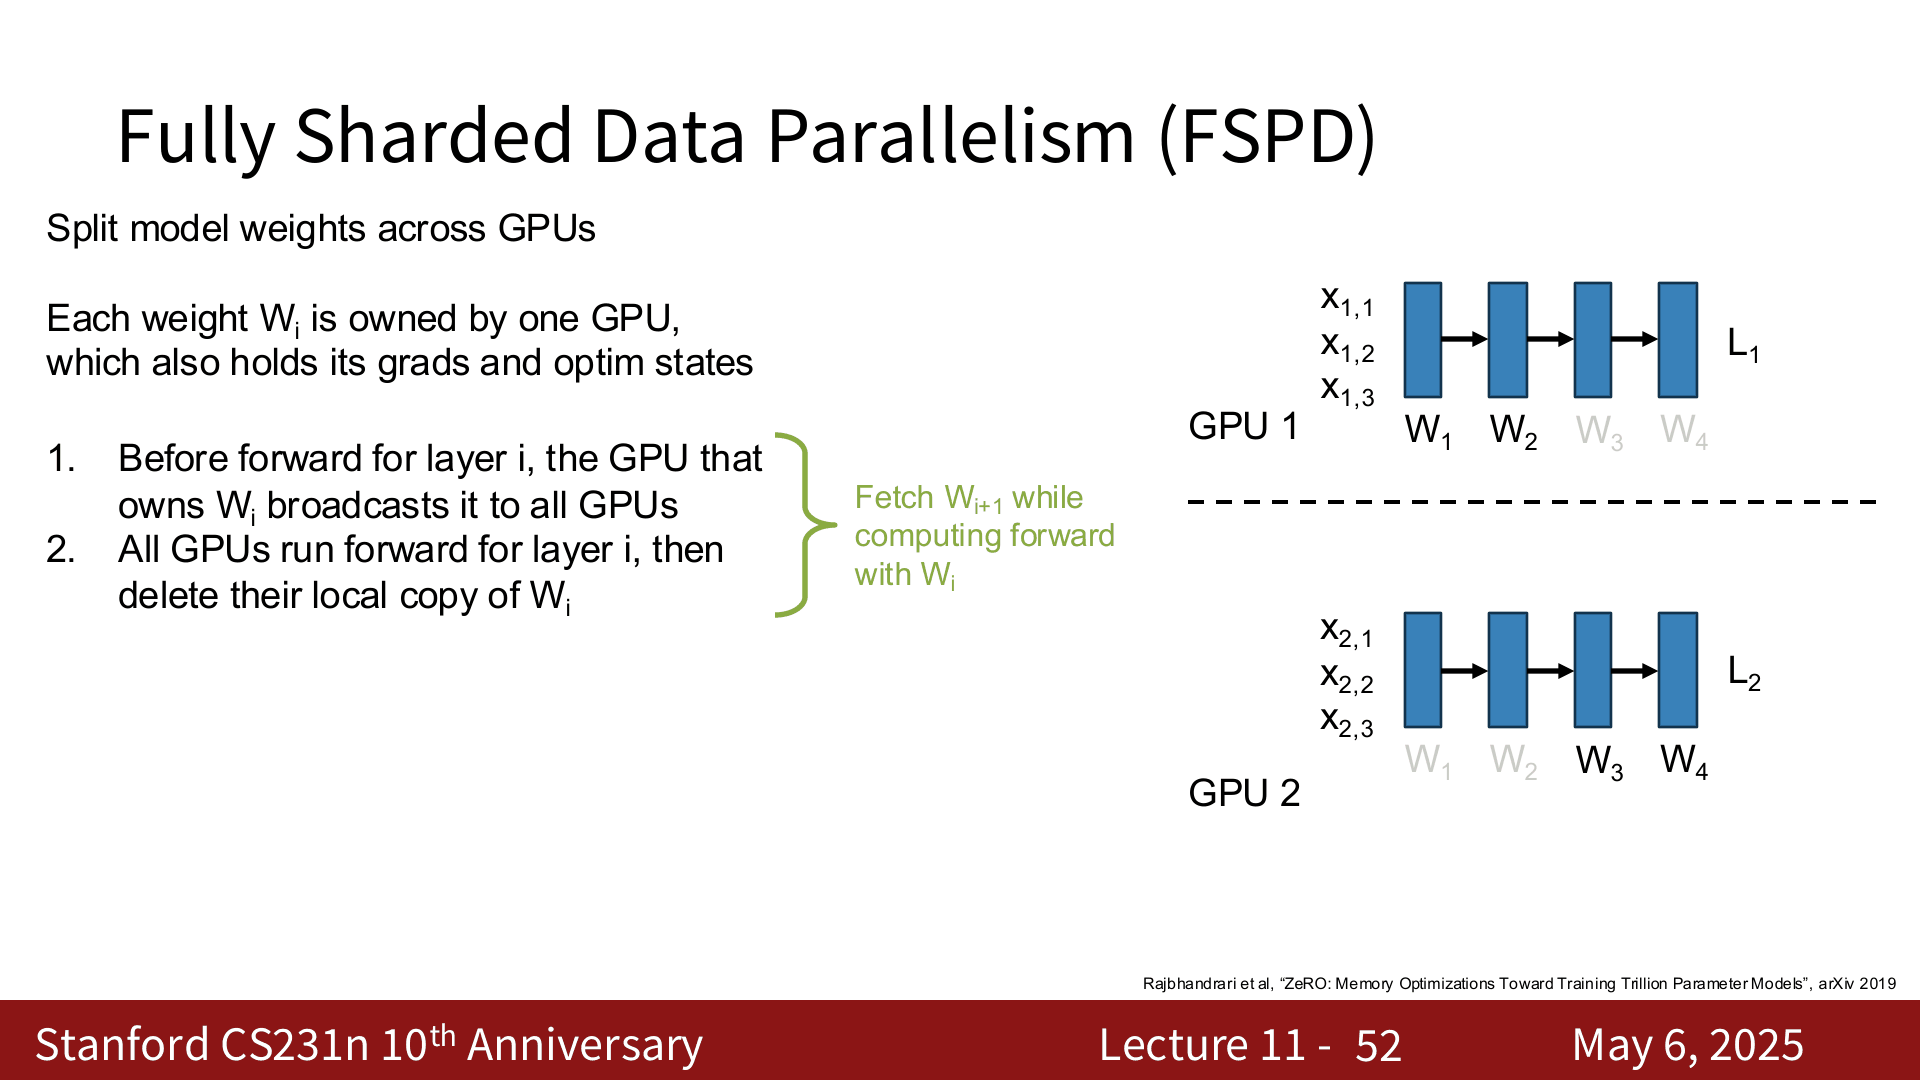 Fully Sharded Data Parallelism (FSPD)
Split model weights across GPUs
Each weight Wi is owned by one GPU,
which also holds its grads and optim states
1. Before forward for layer i, the GPU that
owns Wi broadcasts it to all GPUs
2. All GPUs run forward for layer i, then
delete their local copy of Wi
Fetch Wi+1 while
computing forward
with Wi
x1,1
x1,2
x1,3
L1
GPU 1
W1 W2 W3 W4
x2,1
x2,2
x2,3
L2
W1 W2 W3 W4
GPU 2
Rajbhandrari et al, “ZeRO: Memory Optimizations Toward Training Trillion Parameter Models”, arXiv 2019
Stanford CS231n 10th Anniversary
Lecture 11 - 52
May 6, 2025